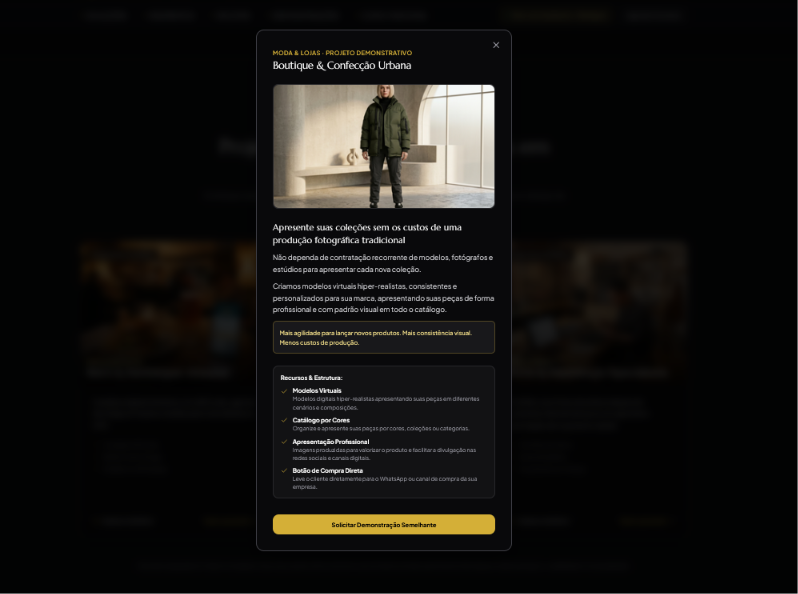 MODA & LOJAS · PROJETO DEMONSTRATIVO
Boutique & Confecção Urbana
Apresente suas coleções sem os custos de uma
produção fotográfica tradicional
Não dependa de contratação recorrente de modelos, fotógrafos e
estúdios para apresentar cada nova coleção.
Criamos modelos virtuais hiper-realistas, consistentes e
personalizados para sua marca, apresentando suas peças de forma
profissional e com padrão visual em todo o catálogo.
Mais agilidade para lançar novos produtos. Mais consistência visual.
Menos custos de produção.
Recursos & Estrutura:
Modelos Virtuais
Modelos digitais hiper-realistas apresentando suas peças em diferentes
cenários e composições.
Catálogo por Cores
Organize e apresente suas peças por cores, coleções ou categorias.
Apresentação Profissional
Imagens produzidas para valorizar o produto e facilitar a divulgação nas
redes sociais e canais digitais.
Botão de Compra Direta
Leve o cliente diretamente para o WhatsApp ou canal de compra da sua
empresa.
Solicitar Demonstração Semelhante